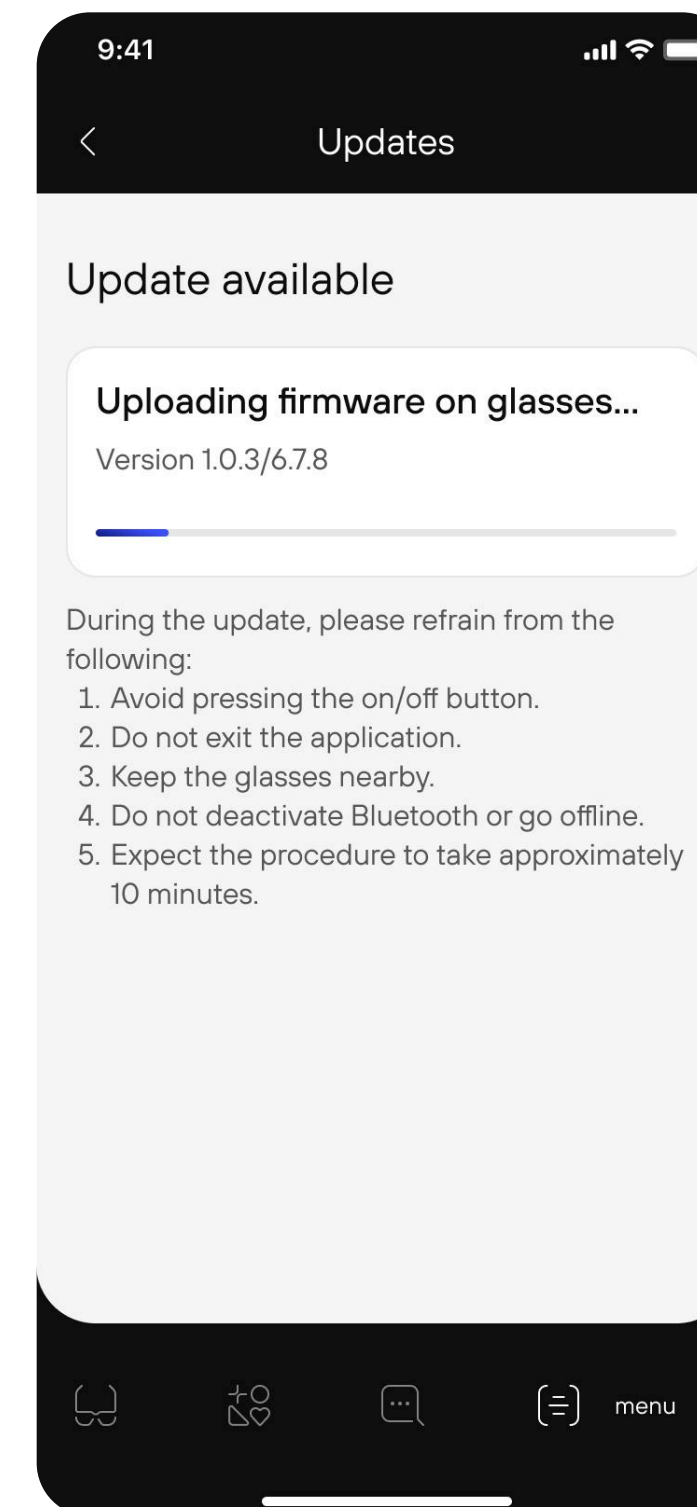 9:41
Updates
Update available
Uploading firmware on glasses...
Version 1.0.3/6.7.8
During the update, please refrain from the
following:
1. Avoid pressing the on/off button.
2. Do not exit the application.
3. Keep the glasses nearby.
4. Do not deactivate Bluetooth or go offline.
5. Expect the procedure to take approximately
10 minutes.
menu